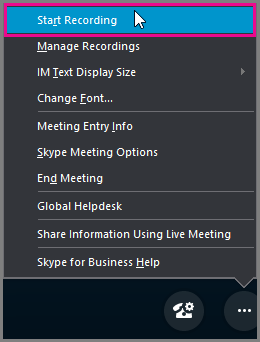 Start Recording
Manage Recordings
IM Text Display Size
Change Font...
Meeting Entry Info
Skype Meeting Options
End Meeting
Global Helpdesk
Share Information Using Live Meeting
Skype for Business Help